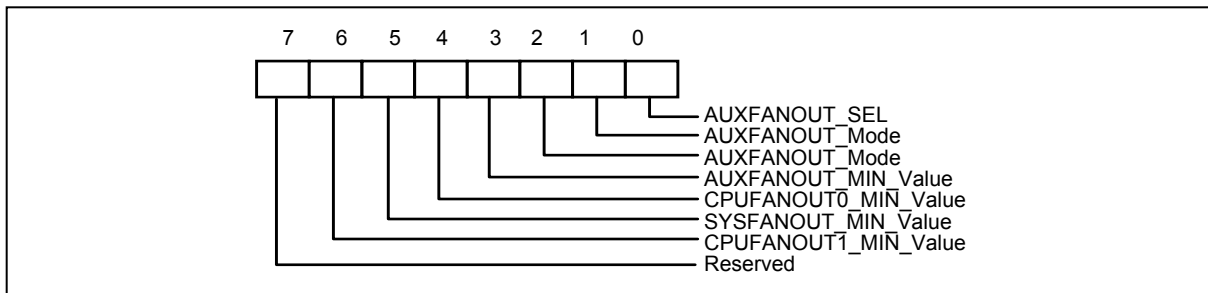 7 6 5 4 3 2 1 0
AUXFANOUT_SEL
AUXFANOUT_Mode
AUXFANOUT_Mode
AUXFANOUT_MIN_Value
CPUFANOUT0_MIN_Value
SYSFANOUT_MIN_Value
CPUFANOUT1_MIN_Value
Reserved